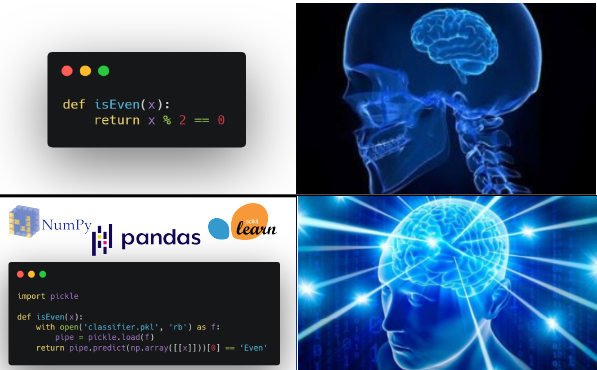 def isEven(x):
    return x % 2 == 0
NumPy
pandas
scikit
learn
import pickle
def isEven(x):
    with open('classifier.pkl', 'rb') as f:
        pipe = pickle.load(f)
    return pipe.predict(np.array([[x]]))[0] == 'Even'